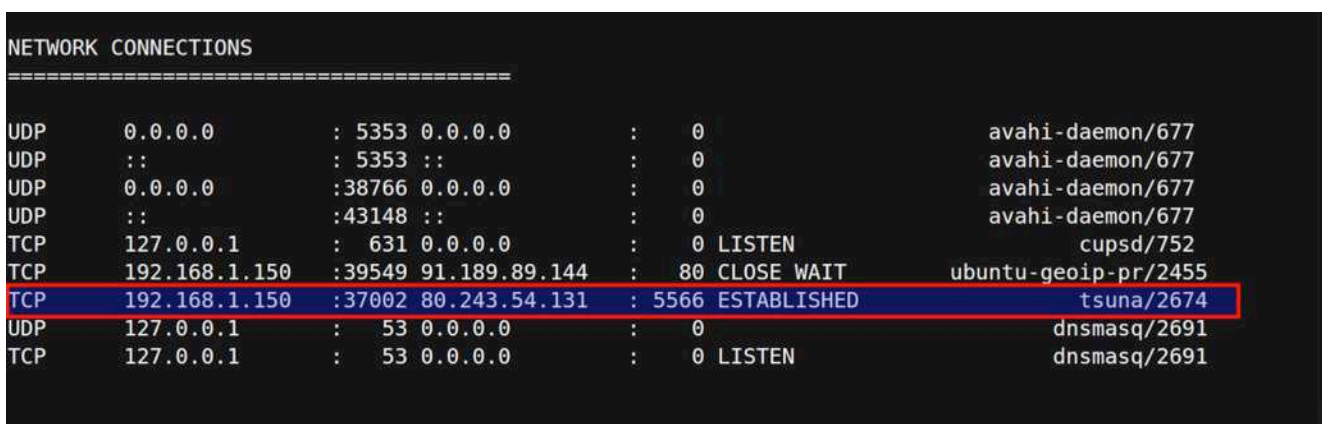 NETWORK CONNECTIONS
=======================================
UDP 0.0.0.0 : 5353 0.0.0.0 : 0 avahi-daemon/677
UDP :: : 5353 :: : 0 avahi-daemon/677
UDP 0.0.0.0 :38766 0.0.0.0 : 0 avahi-daemon/677
UDP :: :43148 :: : 0 avahi-daemon/677
TCP 127.0.0.1 : 631 0.0.0.0 : 0 LISTEN cupsd/752
TCP 192.168.1.150 :39549 91.189.89.144 : 80 CLOSE WAIT ubuntu-geoip-pr/2455
TCP 192.168.1.150 :37002 80.243.54.131 : 5566 ESTABLISHED tsuna/2674
UDP 127.0.0.1 : 53 0.0.0.0 : 0 dnsmasq/2691
TCP 127.0.0.1 : 53 0.0.0.0 : 0 LISTEN dnsmasq/2691